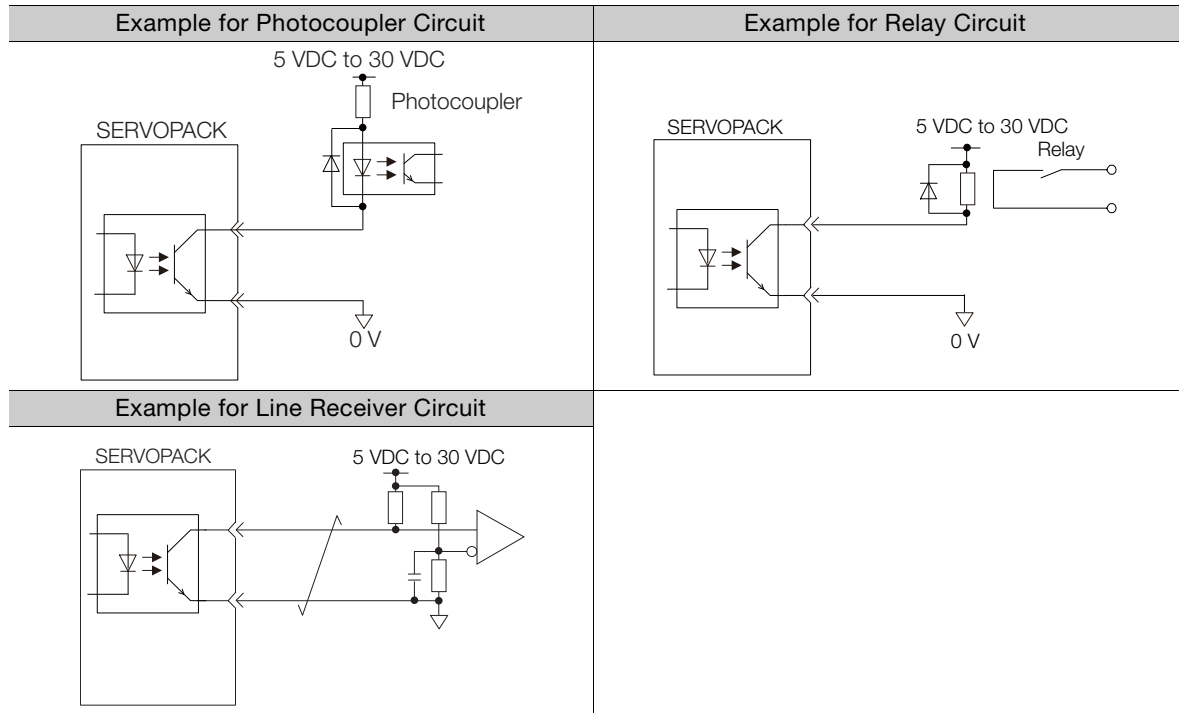 Example for Photocoupler Circuit
Example for Relay Circuit
5 VDC to 30 VDC
Photocoupler
SERVOPACK
0 V
SERVOPACK
5 VDC to 30 VDC
Relay
0 V
Example for Line Receiver Circuit
SERVOPACK
5 VDC to 30 VDC